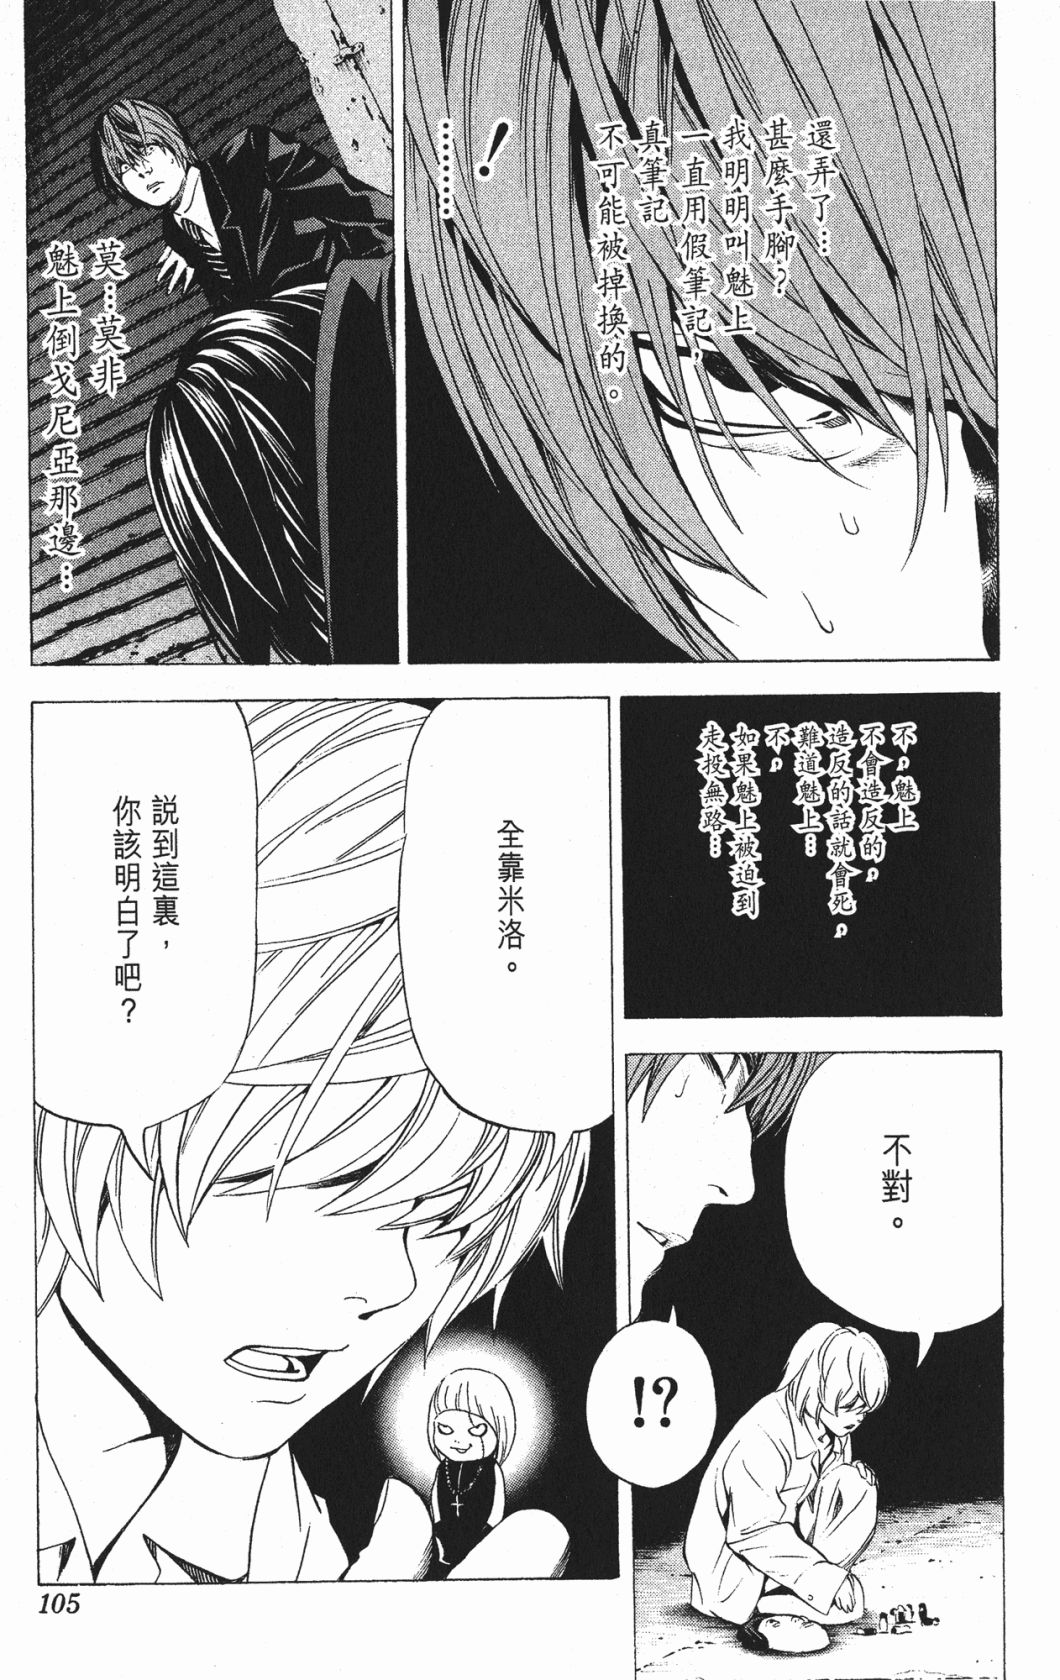 還弄了…
甚麼手腳？
我明明叫魅上
一直用假筆記，
真筆記
不可能被掉換的。
！
………
莫…莫非
魅上倒戈尼亞那邊…
不，魅上
不會造反的，
造反的話就會死，
難道魅上…
不，
如果魅上被迫到
走投無路…
不對。
!?
全靠米洛。
說到這裏，
你該明白了吧？
105